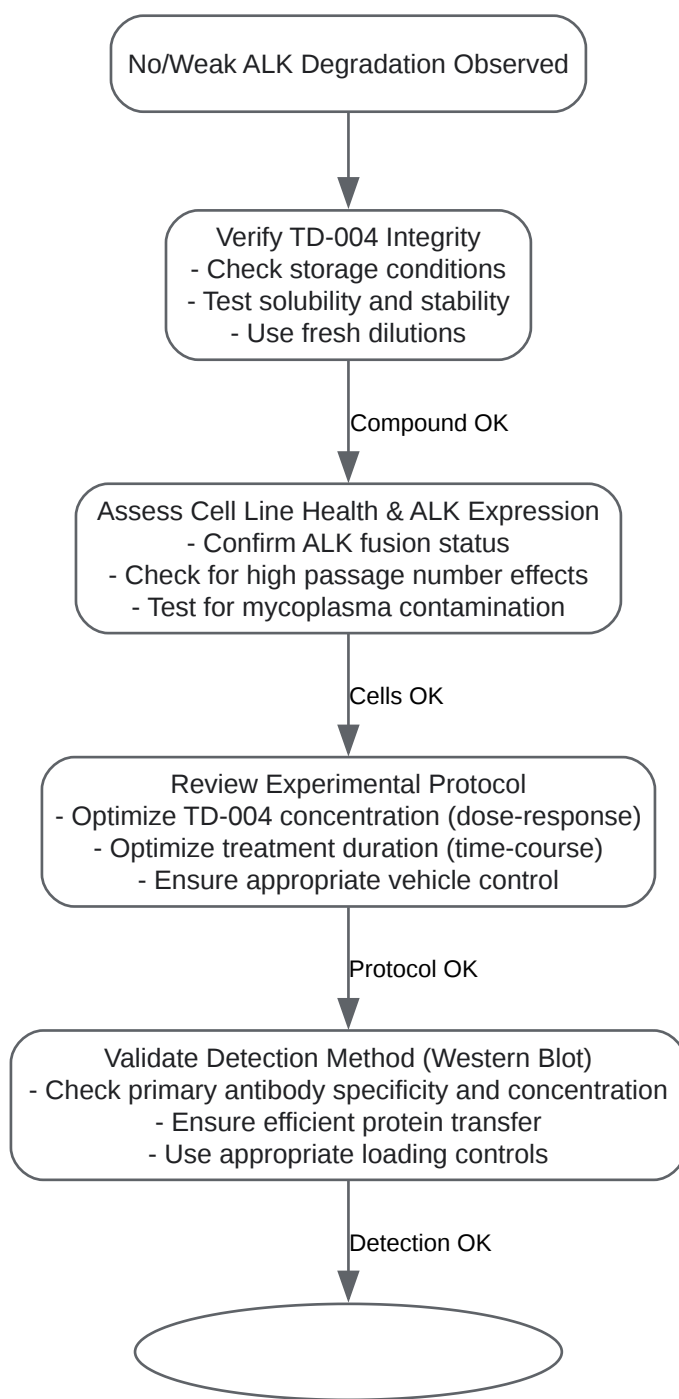 No/Weak ALK Degradation Observed
Verify TD-004 Integrity
- Check storage conditions
- Test solubility and stability
- Use fresh dilutions
Compound OK
Assess Cell Line Health & ALK Expression
- Confirm ALK fusion status
- Check for high passage number effects
- Test for mycoplasma contamination
Cells OK
Review Experimental Protocol
- Optimize TD-004 concentration (dose-response)
- Optimize treatment duration (time-course)
- Ensure appropriate vehicle control
Protocol OK
Validate Detection Method (Western Blot)
- Check primary antibody specificity and concentration
- Ensure efficient protein transfer
- Use appropriate loading controls
Detection OK